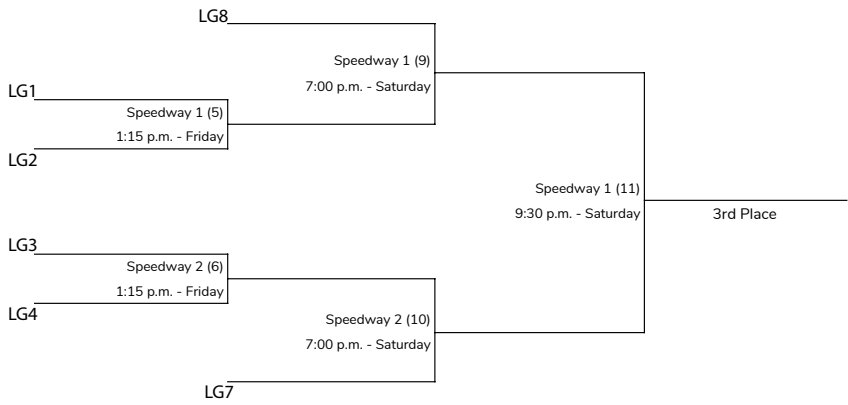 LG8
Speedway 1 (9)
7:00 p.m. - Saturday
LG1
Speedway 1 (5)
1:15 p.m. - Friday
LG2
Speedway 1 (11)
9:30 p.m. - Saturday
3rd Place
LG3
Speedway 2 (6)
1:15 p.m. - Friday
LG4
Speedway 2 (10)
7:00 p.m. - Saturday
LG7